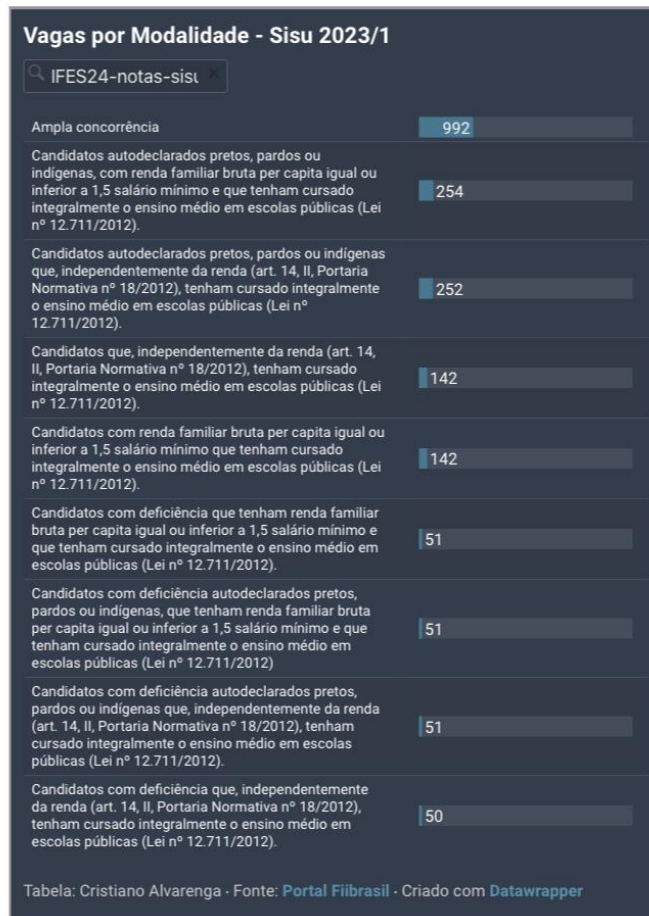 Vagas por Modalidade - Sisu 2023/1
IFES24-notas-sisu ×
Ampla concorrência
992
Candidatos autodeclarados pretos, pardos ou
indígenas, com renda familiar bruta per capita igual ou
inferior a 1,5 salário mínimo e que tenham cursado
integralmente o ensino médio em escolas públicas (Lei
nº 12.711/2012).
254
Candidatos autodeclarados pretos, pardos ou indígenas
que, independentemente da renda (art. 14, II, Portaria
Normativa nº 18/2012), tenham cursado integralmente
o ensino médio em escolas públicas (Lei nº
12.711/2012).
252
Candidatos que, independentemente da renda (art. 14,
II, Portaria Normativa nº 18/2012), tenham cursado
integralmente o ensino médio em escolas públicas (Lei
nº 12.711/2012).
142
Candidatos com renda familiar bruta per capita igual ou
inferior a 1,5 salário mínimo que tenham cursado
integralmente o ensino médio em escolas públicas (Lei
nº 12.711/2012).
142
Candidatos com deficiência que tenham renda familiar
bruta per capita igual ou inferior a 1,5 salário mínimo e
que tenham cursado integralmente o ensino médio em
escolas públicas (Lei nº 12.711/2012).
51
Candidatos com deficiência autodeclarados pretos,
pardos ou indígenas, que tenham renda familiar bruta
per capita igual ou inferior a 1,5 salário mínimo e que
tenham cursado integralmente o ensino médio em
escolas públicas (Lei nº 12.711/2012)
51
Candidatos com deficiência autodeclarados pretos,
pardos ou indígenas que, independentemente da renda
(art. 14, II, Portaria Normativa nº 18/2012), tenham
cursado integralmente o ensino médio em escolas
públicas (Lei nº 12.711/2012).
51
Candidatos com deficiência que, independentemente
da renda (art. 14, II, Portaria Normativa nº 18/2012),
tenham cursado integralmente o ensino médio em
escolas públicas (Lei nº 12.711/2012).
50
Tabela: Cristiano Alvarenga · Fonte: Portal Fiibrasil · Criado com Datawrapper